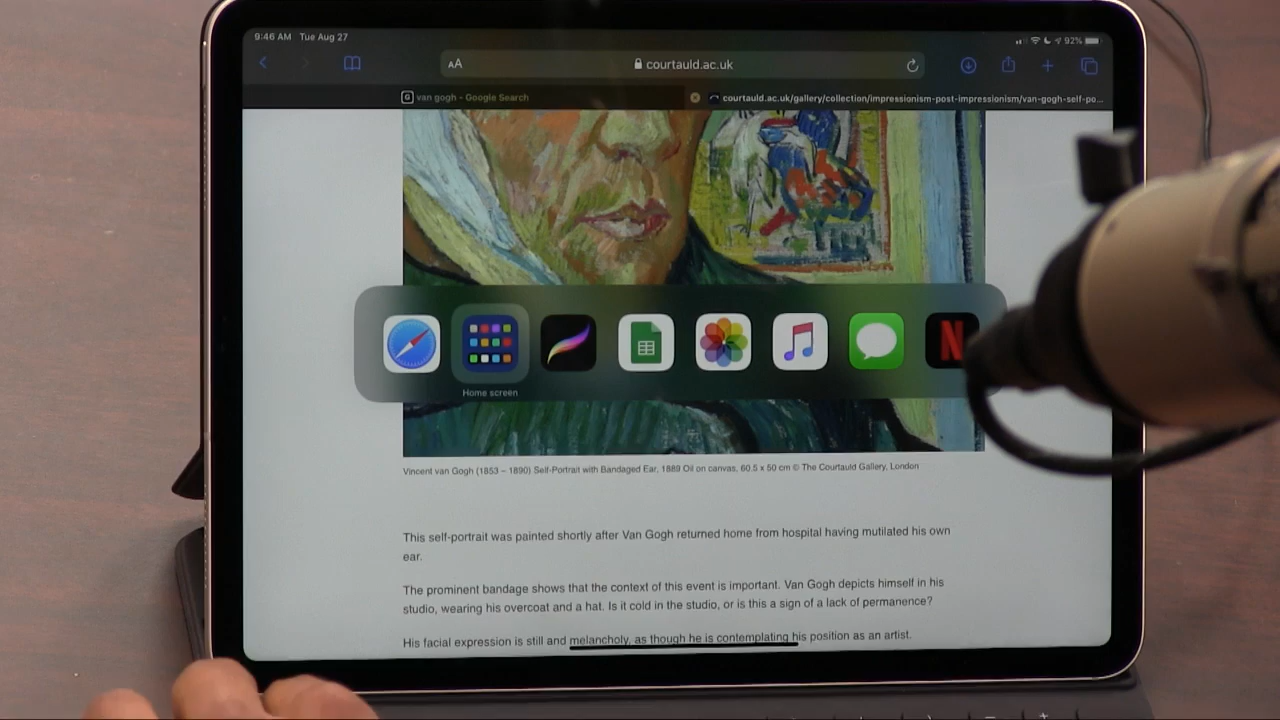 9:46 AM Tue Aug 27
92%
AA
courtauld.ac.uk
G van gogh - Google Search
courtauld.ac.uk/gallery/collection/impressionism-post-impressionism/van-gogh-self-po...
N
Home screen
Vincent van Gogh (1853 – 1890) Self-Portrait with Bandaged Ear, 1889 Oil on canvas, 60.5 x 50 cm © The Courtauld Gallery, London
This self-portrait was painted shortly after Van Gogh returned home from hospital having mutilated his own
ear.
The prominent bandage shows that the context of this event is important. Van Gogh depicts himself in his
studio, wearing his overcoat and a hat. Is it cold in the studio, or is this a sign of a lack of permanence?
His facial expression is still and melancholy, as though he is contemplating his position as an artist.